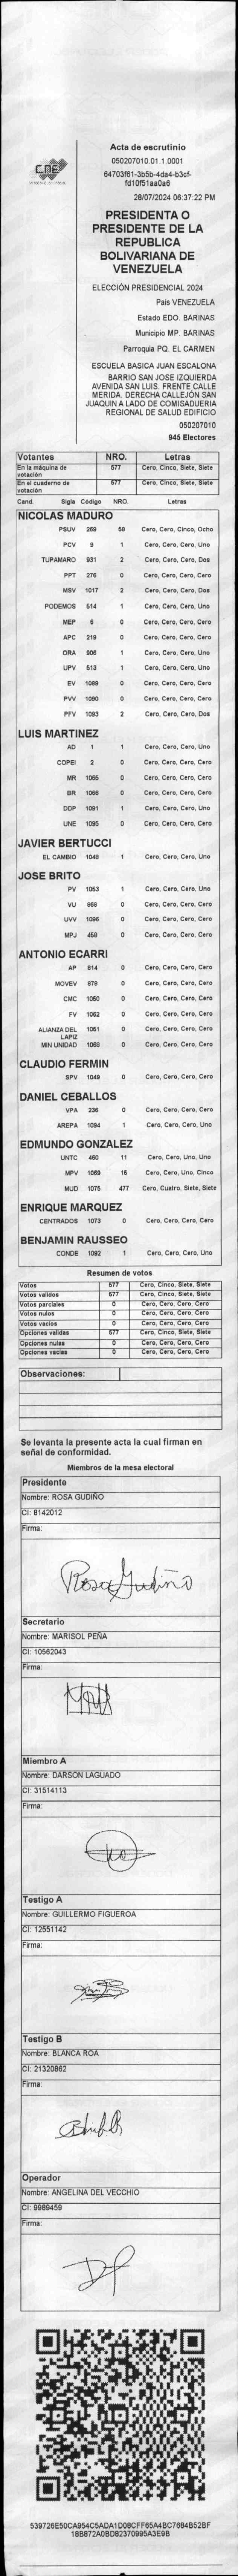 CNE
Acta de escrutinio
050207010.01.1.0001
64703f61-3b5b-4da4-b3cf-
fd10f51aa0a6
28/07/2024 06:37:22 PM
PRESIDENTA O
PRESIDENTE DE LA
REPUBLICA
BOLIVARIANA DE
VENEZUELA
ELECCIÓN PRESIDENCIAL 2024
País VENEZUELA
Estado EDO. BARINAS
Municipio MP. BARINAS
Parroquia PQ. EL CARMEN
ESCUELA BASICA JUAN ESCALONA
BARRIO SAN JOSE IZQUIERDA
AVENIDA SAN LUIS. FRENTE CALLE
MERIDA. DERECHA CALLEJÓN SAN
JUAQUIN A LADO DE COMISADUERIA
REGIONAL DE SALUD EDIFICIO
050207010
945 Electores
Votantes NRO. Letras
En la máquina de votación 577 Cero, Cinco, Siete, Siete
En el cuaderno de votación 577 Cero, Cinco, Siete, Siete
Cand. Sigla Código NRO. Letras
NICOLAS MADURO
PSUV 269 58 Cero, Cero, Cinco, Ocho
PCV 9 1 Cero, Cero, Cero, Uno
TUPAMARO 931 2 Cero, Cero, Cero, Dos
PPT 276 0 Cero, Cero, Cero, Cero
MSV 1017 2 Cero, Cero, Cero, Dos
PODEMOS 514 1 Cero, Cero, Cero, Uno
MEP 6 0 Cero, Cero, Cero, Cero
APC 219 0 Cero, Cero, Cero, Cero
ORA 906 1 Cero, Cero, Cero, Uno
UPV 513 1 Cero, Cero, Cero, Uno
EV 1089 0 Cero, Cero, Cero, Cero
PVV 1090 0 Cero, Cero, Cero, Cero
PFV 1093 2 Cero, Cero, Cero, Dos
LUIS MARTINEZ
AD 1 1 Cero, Cero, Cero, Uno
COPEI 2 0 Cero, Cero, Cero, Cero
MR 1065 0 Cero, Cero, Cero, Cero
BR 1066 0 Cero, Cero, Cero, Cero
DDP 1091 1 Cero, Cero, Cero, Uno
UNE 1095 0 Cero, Cero, Cero, Cero
JAVIER BERTUCCI
EL CAMBIO 1048 1 Cero, Cero, Cero, Uno
JOSE BRITO
PV 1053 1 Cero, Cero, Cero, Uno
VU 868 0 Cero, Cero, Cero, Cero
UVV 1096 0 Cero, Cero, Cero, Cero
MPJ 458 0 Cero, Cero, Cero, Cero
ANTONIO ECARRI
AP 814 0 Cero, Cero, Cero, Cero
MOVEV 878 0 Cero, Cero, Cero, Cero
CMC 1050 0 Cero, Cero, Cero, Cero
FV 1062 0 Cero, Cero, Cero, Cero
ALIANZA DEL LAPIZ 1051 0 Cero, Cero, Cero, Cero
MIN UNIDAD 1068 0 Cero, Cero, Cero, Cero
CLAUDIO FERMIN
SPV 1049 0 Cero, Cero, Cero, Cero
DANIEL CEBALLOS
VPA 236 0 Cero, Cero, Cero, Cero
AREPA 1094 1 Cero, Cero, Cero, Uno
EDMUNDO GONZALEZ
UNTC 460 11 Cero, Cero, Uno, Uno
MPV 1069 15 Cero, Cero, Uno, Cinco
MUD 1075 477 Cero, Cuatro, Siete, Siete
ENRIQUE MARQUEZ
CENTRADOS 1073 0 Cero, Cero, Cero, Cero
BENJAMIN RAUSSEO
CONDE 1092 1 Cero, Cero, Cero, Uno
Resumen de votos
Votos 577 Cero, Cinco, Siete, Siete
Votos validos 577 Cero, Cinco, Siete, Siete
Votos parciales 0 Cero, Cero, Cero, Cero
Votos nulos 0 Cero, Cero, Cero, Cero
Votos vacios 0 Cero, Cero, Cero, Cero
Opciones validas 577 Cero, Cinco, Siete, Siete
Opciones nulas 0 Cero, Cero, Cero, Cero
Opciones vacias 0 Cero, Cero, Cero, Cero
Observaciones:
Se levanta la presente acta la cual firman en
señal de conformidad.
Miembros de la mesa electoral
Presidente
Nombre: ROSA GUDIÑO
CI: 8142012
Firma:
Rosa Gudiño
Secretario
Nombre: MARISOL PEÑA
CI: 10562043
Firma:
Miembro A
Nombre: DARSON LAGUADO
CI: 31514113
Firma:
Testigo A
Nombre: GUILLERMO FIGUEROA
CI: 12551142
Firma:
Testigo B
Nombre: BLANCA ROA
CI: 21320862
Firma:
Operador
Nombre: ANGELINA DEL VECCHIO
CI: 9989459
Firma:
539726E50CA954C5ADA1D08CFF65A4BC7684B52BF
18B872A0BD82370995A3E9B